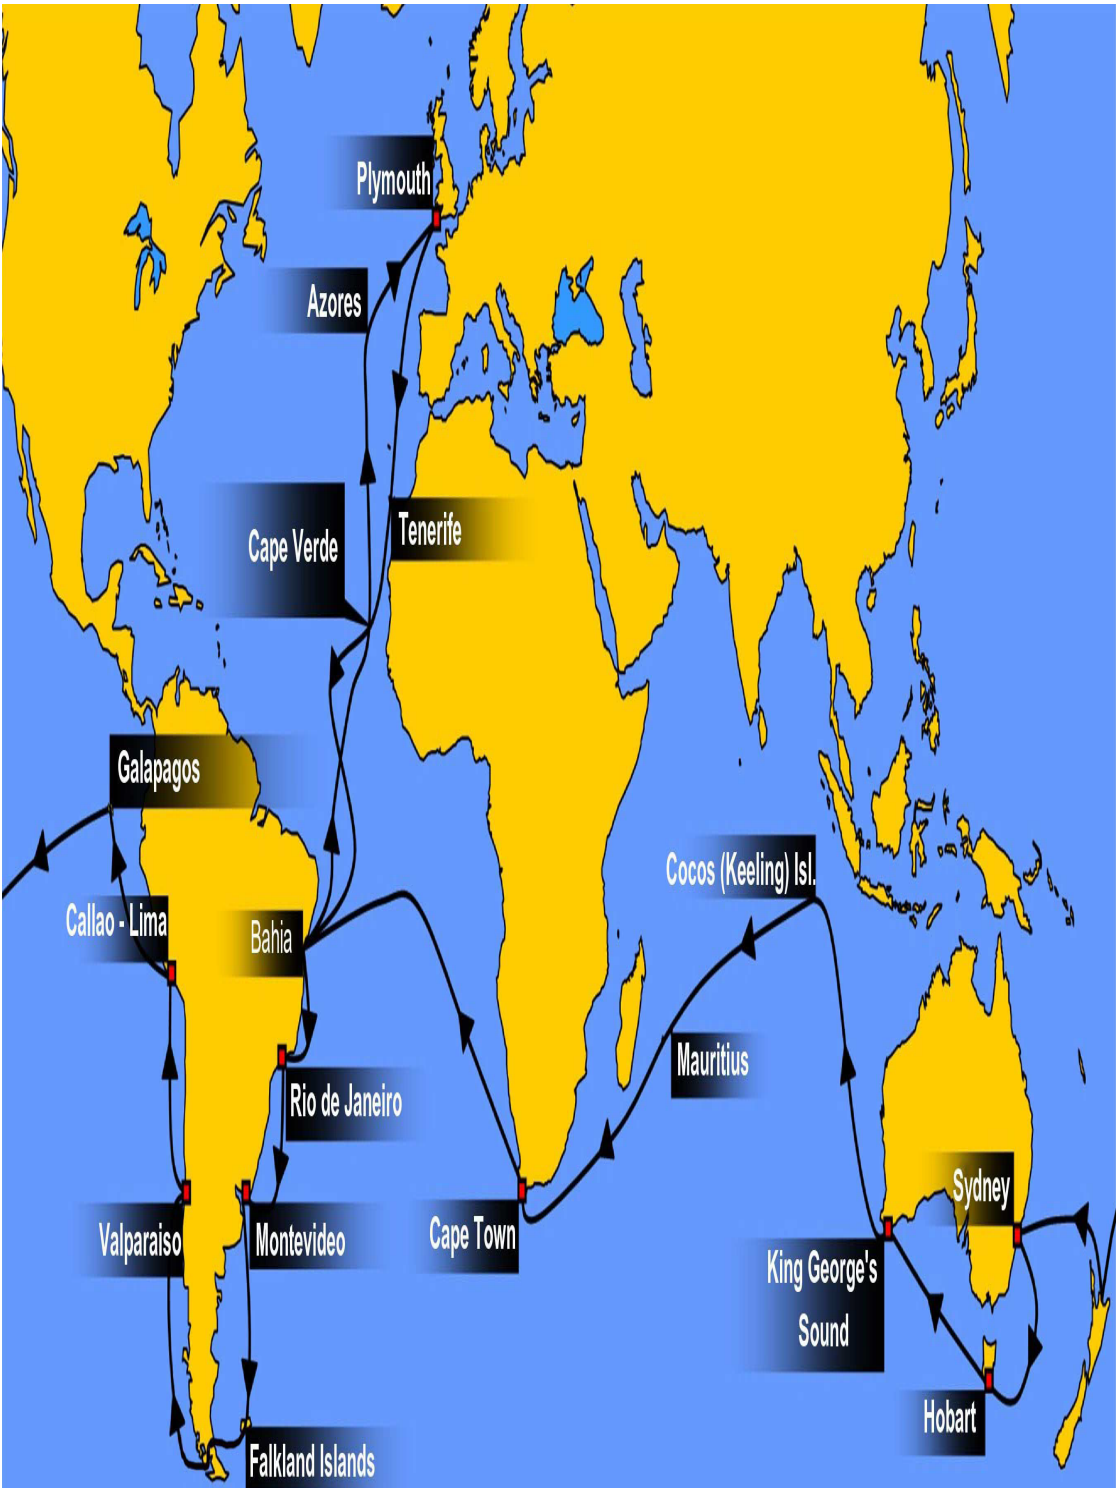 Plymouth
Azores
Tenerife
Cape Verde
Galapagos
Cocos (Keeling) Isl.
Callao - Lima
Bahia
Mauritius
Rio de Janeiro
Sydney
Cape Town
Valparaiso
Montevideo
King George's
Sound
Hobart
Falkland Islands